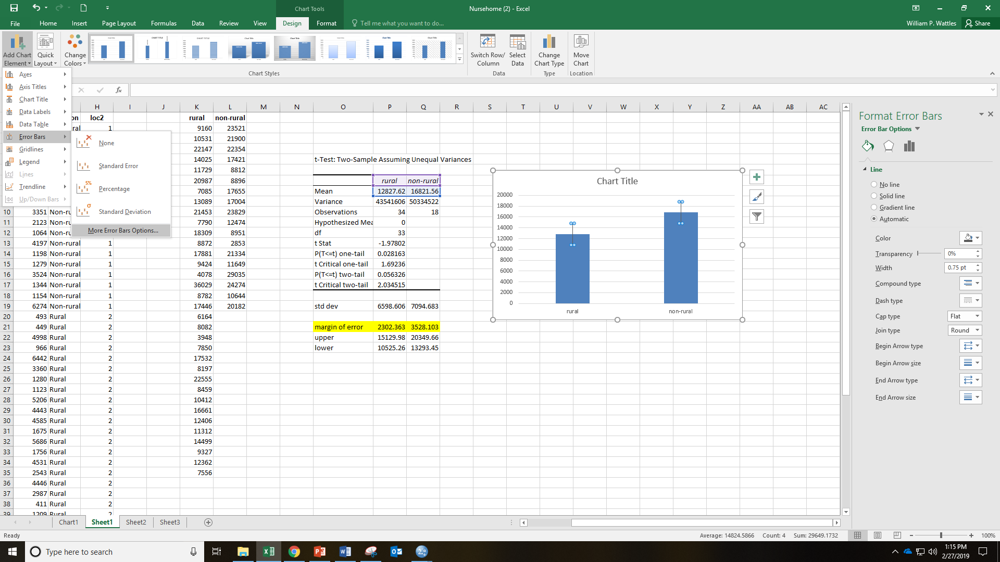 Chart Tools
Nursehome (2) - Excel
File Home Insert Page Layout Formulas Data Review View Design Format Tell me what you want to do... William P. Wattles Share
Add Chart Element Quick Layout Change Colors Switch Row/ Column Select Data Change Chart Type Move Chart
Chart Styles Data Type Location
Axes
Axis Titles
Chart Title
Data Labels
Data Table
Error Bars
Gridlines
Legend
Lines
Trendline
Up/Down Bars
None
Standard Error
5%
Percentage
σ
Standard Deviation
More Error Bars Options...
fx
H I J K L M N O P Q R S T U V W X Y Z AA AB AC
on loc2 rural non-rural
ral 1 9160 23521
10531 21900
22147 22354
14025 17421 t-Test: Two-Sample Assuming Unequal Variances
11729 8812
20987 8896 rural non-rural
7085 17655 Mean 12827.62 16821.56
13089 17004 Variance 43541606 50334522
10 3351 Non-ru 21453 23829 Observations 34 18
11 2123 Non-ru 7790 12474 Hypothesized Mea 0
12 1064 Non-ru 18309 8951 df 33
13 4197 Non-rural 1 8872 2853 t Stat -1.97802
14 1198 Non-rural 1 17881 21334 P(T<=t) one-tail 0.028163
15 1279 Non-rural 1 9424 11649 t Critical one-tail 1.69236
16 3524 Non-rural 1 4078 29035 P(T<=t) two-tail 0.056326
17 1344 Non-rural 1 36029 24274 t Critical two-tail 2.034515
18 1154 Non-rural 1 8782 10644
19 6274 Non-rural 1 17446 20182 std dev 6598.606 7094.683
20 493 Rural 2 6164
21 449 Rural 2 8082 margin of error 2302.363 3528.103
22 4998 Rural 2 3948 upper 15129.98 20349.66
23 966 Rural 2 7850 lower 10525.26 13293.45
24 6442 Rural 2 17532
25 3360 Rural 2 8197
26 1280 Rural 2 22555
27 1123 Rural 2 8459
28 5206 Rural 2 10412
29 4443 Rural 2 16661
30 4585 Rural 2 12406
31 1675 Rural 2 11312
32 5686 Rural 2 14499
33 1756 Rural 2 9327
34 4531 Rural 2 12362
35 2543 Rural 2 7556
36 4446 Rural 2
37 2987 Rural 2
38 411 Rural 2
39 1209 Rural 2
Chart Title
20000
18000
16000
14000
12000
10000
8000
6000
4000
2000
0
rural non-rural
Format Error Bars
Error Bar Options
Line
No line
Solid line
Gradient line
Automatic
Color
Transparency 0%
Width 0.75 pt
Compound type
Dash type
Cap type Flat
Join type Round
Begin Arrow type
Begin Arrow size
End Arrow type
End Arrow size
Chart1 Sheet1 Sheet2 Sheet3
Ready Average: 14824.5866 Count: 4 Sum: 29649.1732 100%
Type here to search
1:15 PM
2/27/2019